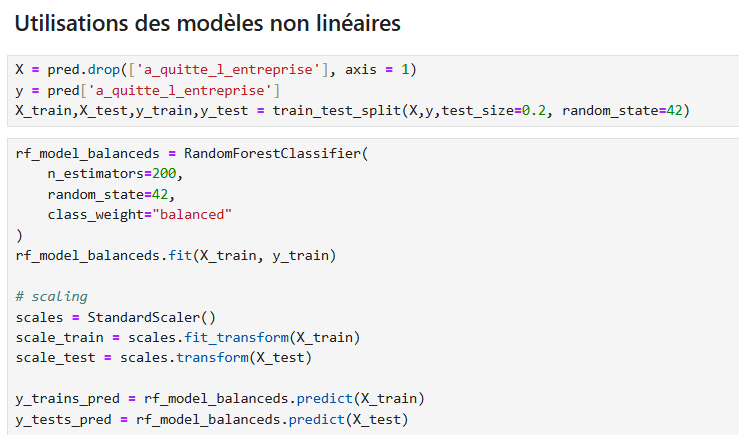 Utilisations des modèles non linéaires
X = pred.drop(['a_quitte_l_entreprise'], axis = 1)
y = pred['a_quitte_l_entreprise']
X_train,X_test,y_train,y_test = train_test_split(X,y,test_size=0.2, random_state=42)
rf_model_balanceds = RandomForestClassifier(
    n_estimators=200,
    random_state=42,
    class_weight="balanced"
)
rf_model_balanceds.fit(X_train, y_train)
# scaling
scales = StandardScaler()
scale_train = scales.fit_transform(X_train)
scale_test = scales.transform(X_test)
y_trains_pred = rf_model_balanceds.predict(X_train)
y_tests_pred = rf_model_balanceds.predict(X_test)